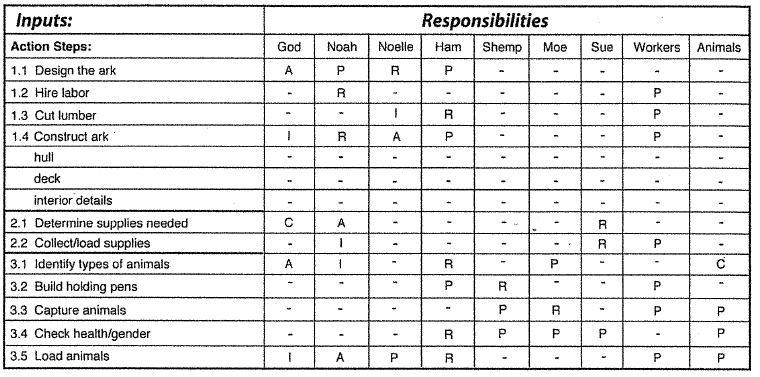 Inputs: Responsibilities
Action Steps: God Noah Noelle Ham Shemp Moe Sue Workers Animals
1.1 Design the ark A P R P - - - - -
1.2 Hire labor - R - - - - - P -
1.3 Cut lumber - - I R - - - P -
1.4 Construct ark I R A P - - - P -
hull - - - - - - - - -
deck - - - - - - - - -
interior details - - - - - - - - -
2.1 Determine supplies needed C A - - - - R - -
2.2 Collect/load supplies - I - - - - R P -
3.1 Identify types of animals A I - R - P - - C
3.2 Build holding pens - - - P R - - P -
3.3 Capture animals - - - - P R - P P
3.4 Check health/gender - - - R P P P - P
3.5 Load animals I A P R - - - P P